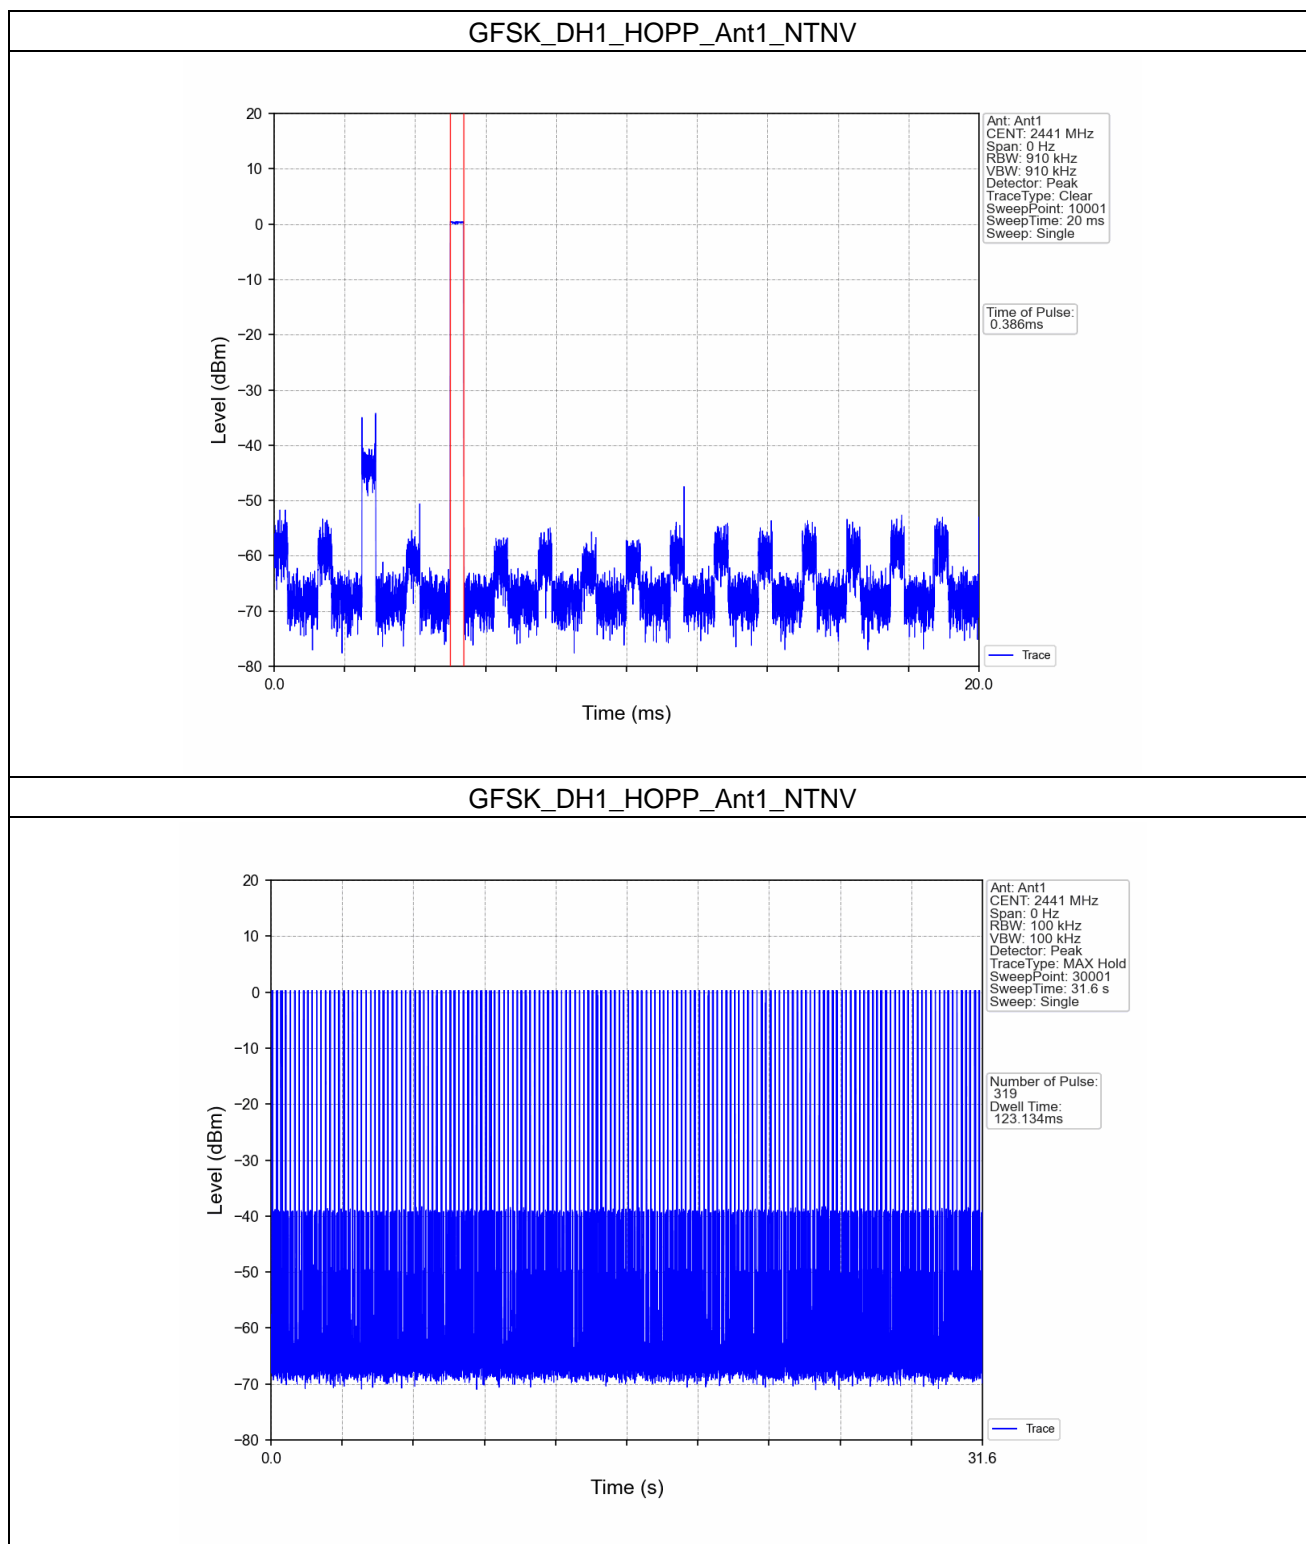 GFSK_DH1_HOPP_Ant1_NTNV
20
10
0
−10
−20
−30
−40
−50
−60
−70
−80
Level (dBm)
0.0
20.0
Time (ms)
Ant: Ant1
CENT: 2441 MHz
Span: 0 Hz
RBW: 910 kHz
VBW: 910 kHz
Detector: Peak
TraceType: Clear
SweepPoint: 10001
SweepTime: 20 ms
Sweep: Single
Time of Pulse:
0.386ms
Trace
GFSK_DH1_HOPP_Ant1_NTNV
20
10
0
−10
−20
−30
−40
−50
−60
−70
−80
Level (dBm)
0.0
31.6
Time (s)
Ant: Ant1
CENT: 2441 MHz
Span: 0 Hz
RBW: 100 kHz
VBW: 100 kHz
Detector: Peak
TraceType: MAX Hold
SweepPoint: 30001
SweepTime: 31.6 s
Sweep: Single
Number of Pulse:
319
Dwell Time:
123.134ms
Trace